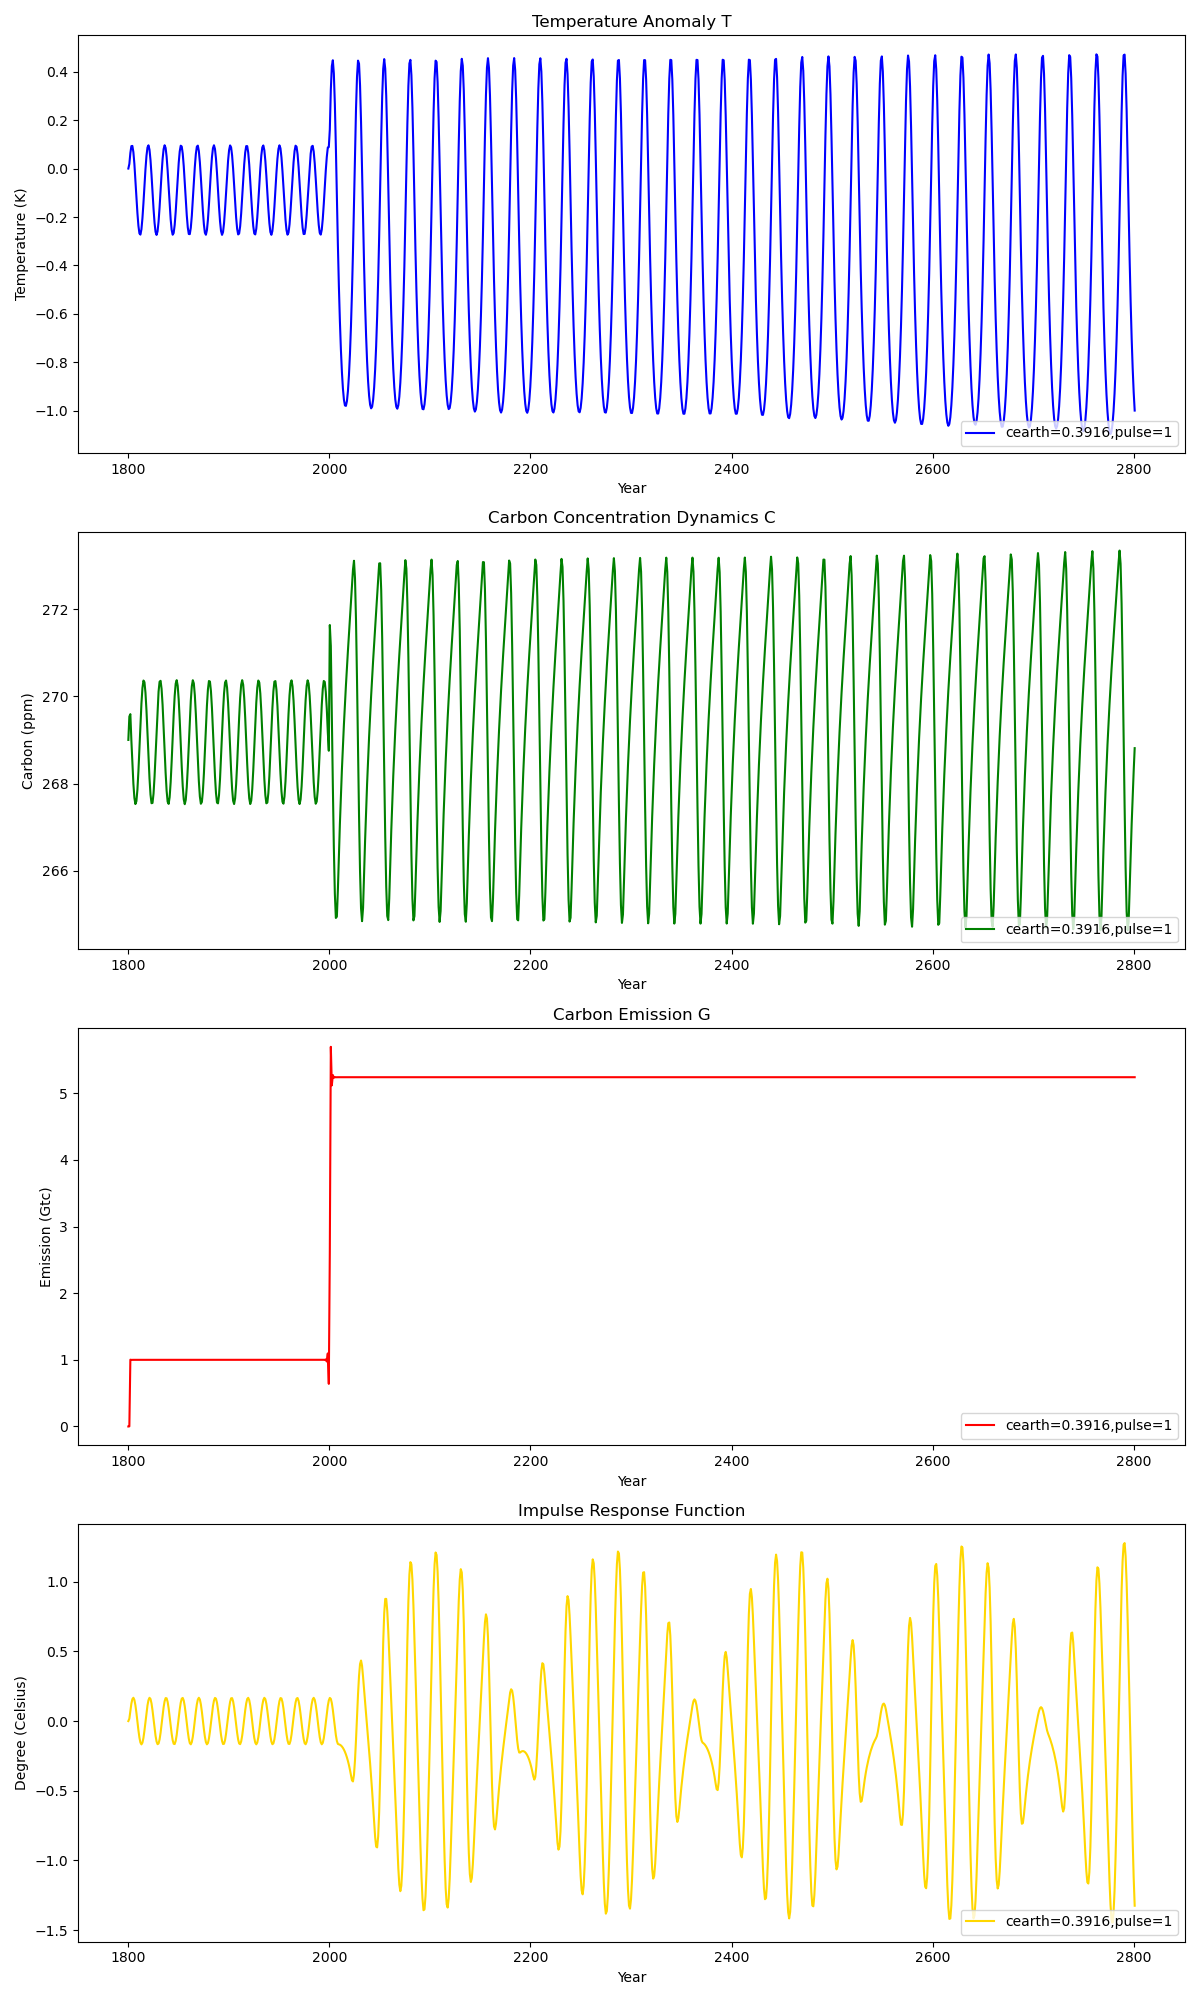 Temperature Anomaly T
0.4
0.2
0.0
−0.2
−0.4
−0.6
−0.8
−1.0
Temperature (K)
cearth=0.3916,pulse=1
1800 2000 2200 2400 2600 2800
Year
Carbon Concentration Dynamics C
272
270
268
266
Carbon (ppm)
cearth=0.3916,pulse=1
1800 2000 2200 2400 2600 2800
Year
Carbon Emission G
5
4
3
2
1
0
Emission (Gtc)
cearth=0.3916,pulse=1
1800 2000 2200 2400 2600 2800
Year
Impulse Response Function
1.0
0.5
0.0
−0.5
−1.0
−1.5
Degree (Celsius)
cearth=0.3916,pulse=1
1800 2000 2200 2400 2600 2800
Year